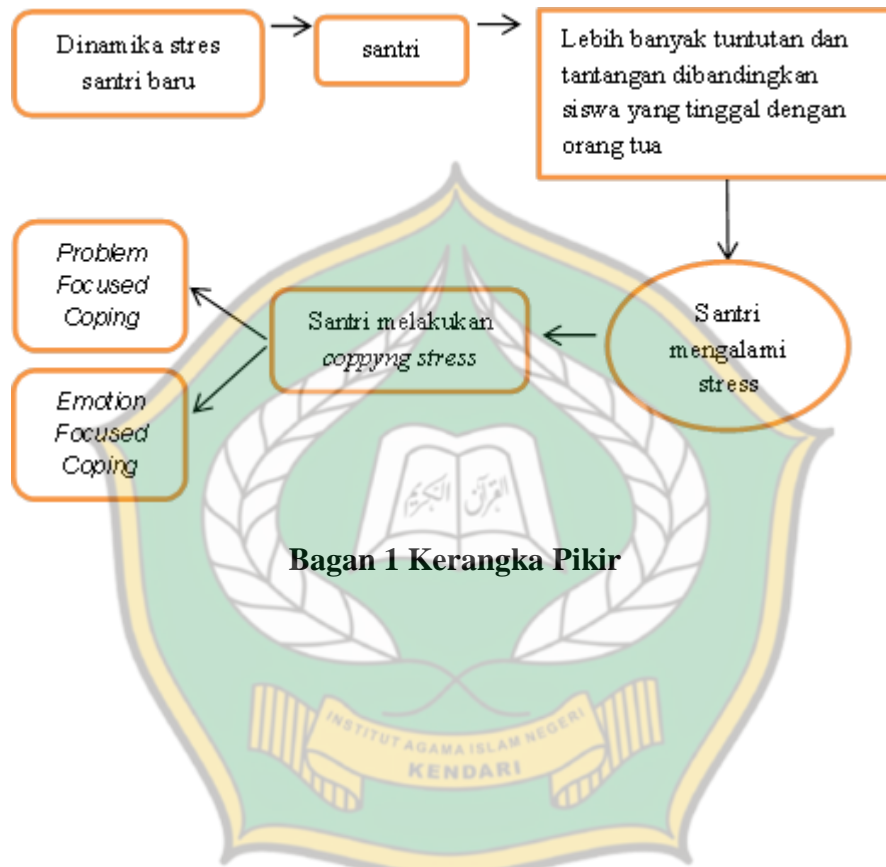 Dinamika stres
santri baru
santri
Lebih banyak tuntutan dan
tantangan dibandingkan
siswa yang tinggal dengan
orang tua
Santri
mengalami
stress
Santri melakukan
coppyng stress
Problem
Focused
Coping
Emotion
Focused
Coping
القرآن الكريم
Bagan 1 Kerangka Pikir
INSTITUT AGAMA ISLAM NEGERI
KENDARI